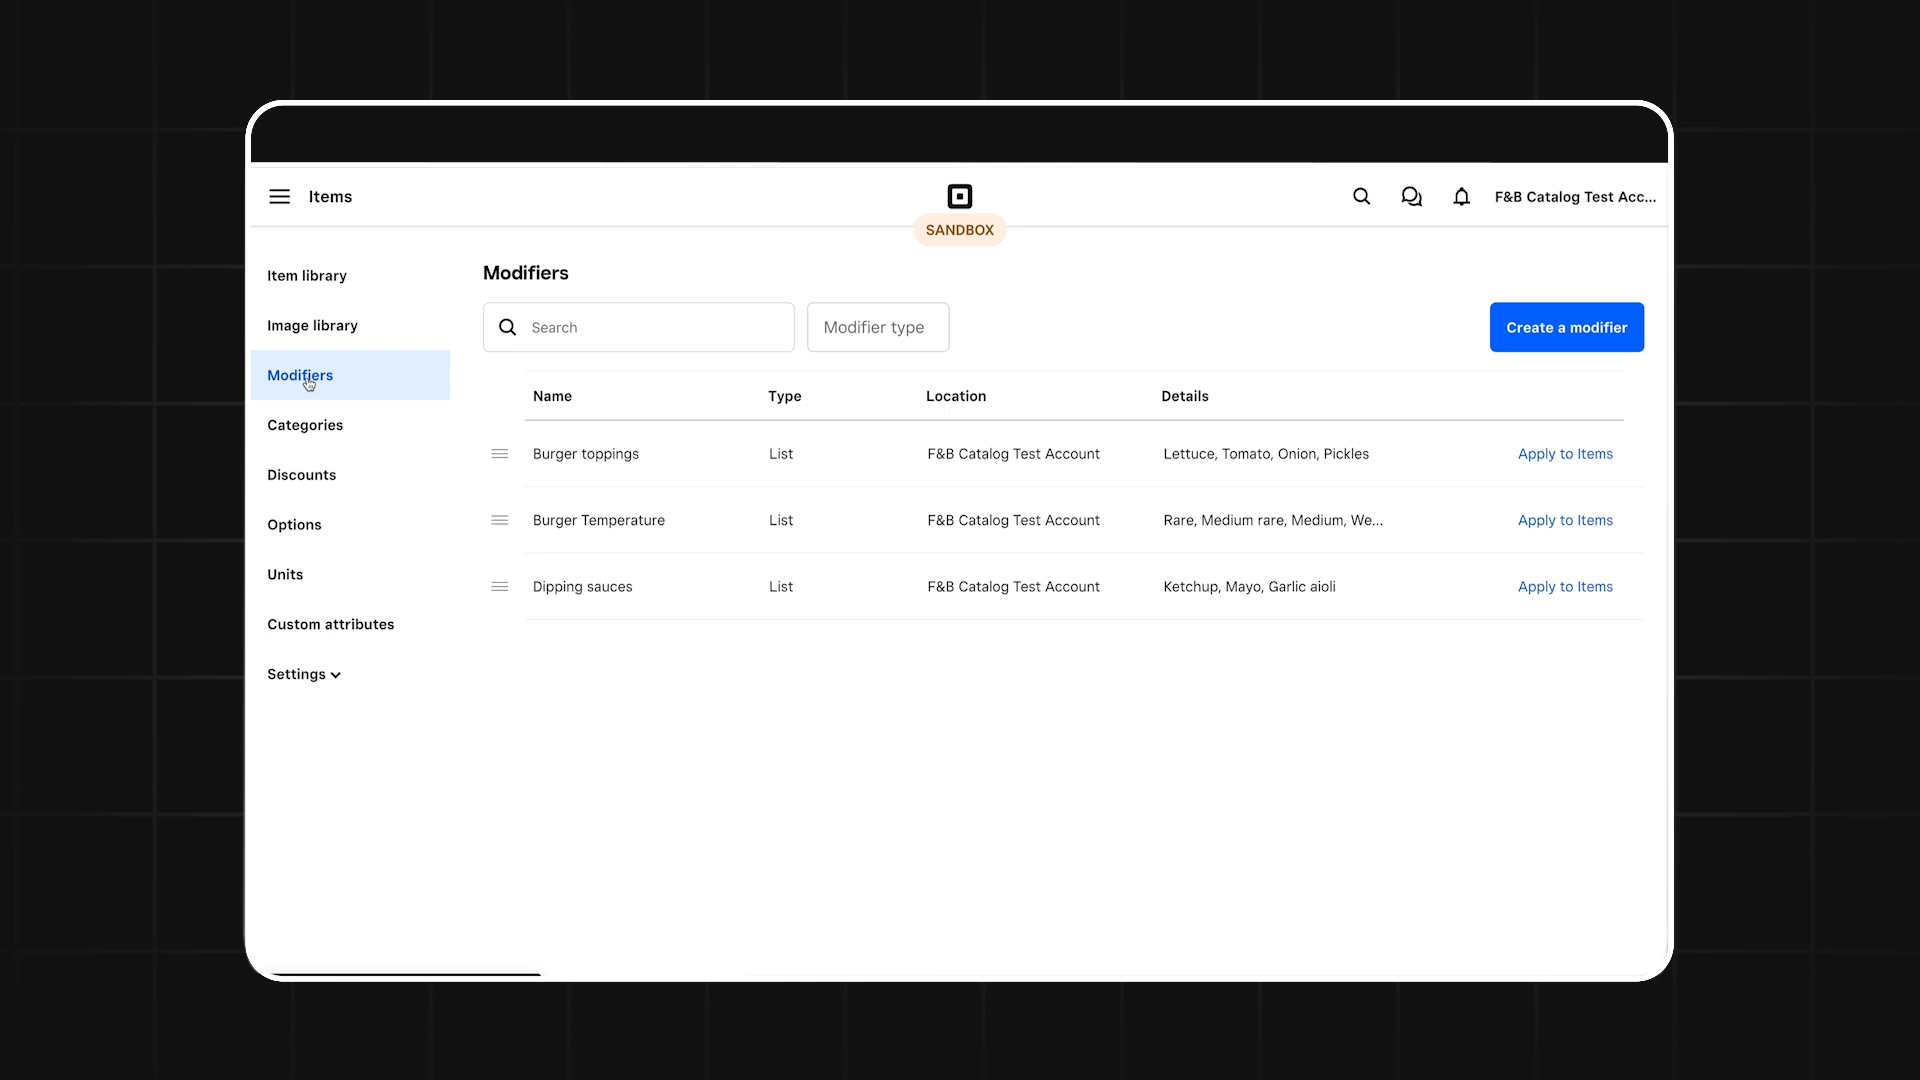 Items
SANDBOX
F&B Catalog Test Acc...
Item library
Image library
Modifiers
Categories
Discounts
Options
Units
Custom attributes
Settings
Modifiers
Search
Modifier type
Create a modifier
Name Type Location Details
Burger toppings List F&B Catalog Test Account Lettuce, Tomato, Onion, Pickles Apply to Items
Burger Temperature List F&B Catalog Test Account Rare, Medium rare, Medium, We... Apply to Items
Dipping sauces List F&B Catalog Test Account Ketchup, Mayo, Garlic aioli Apply to Items